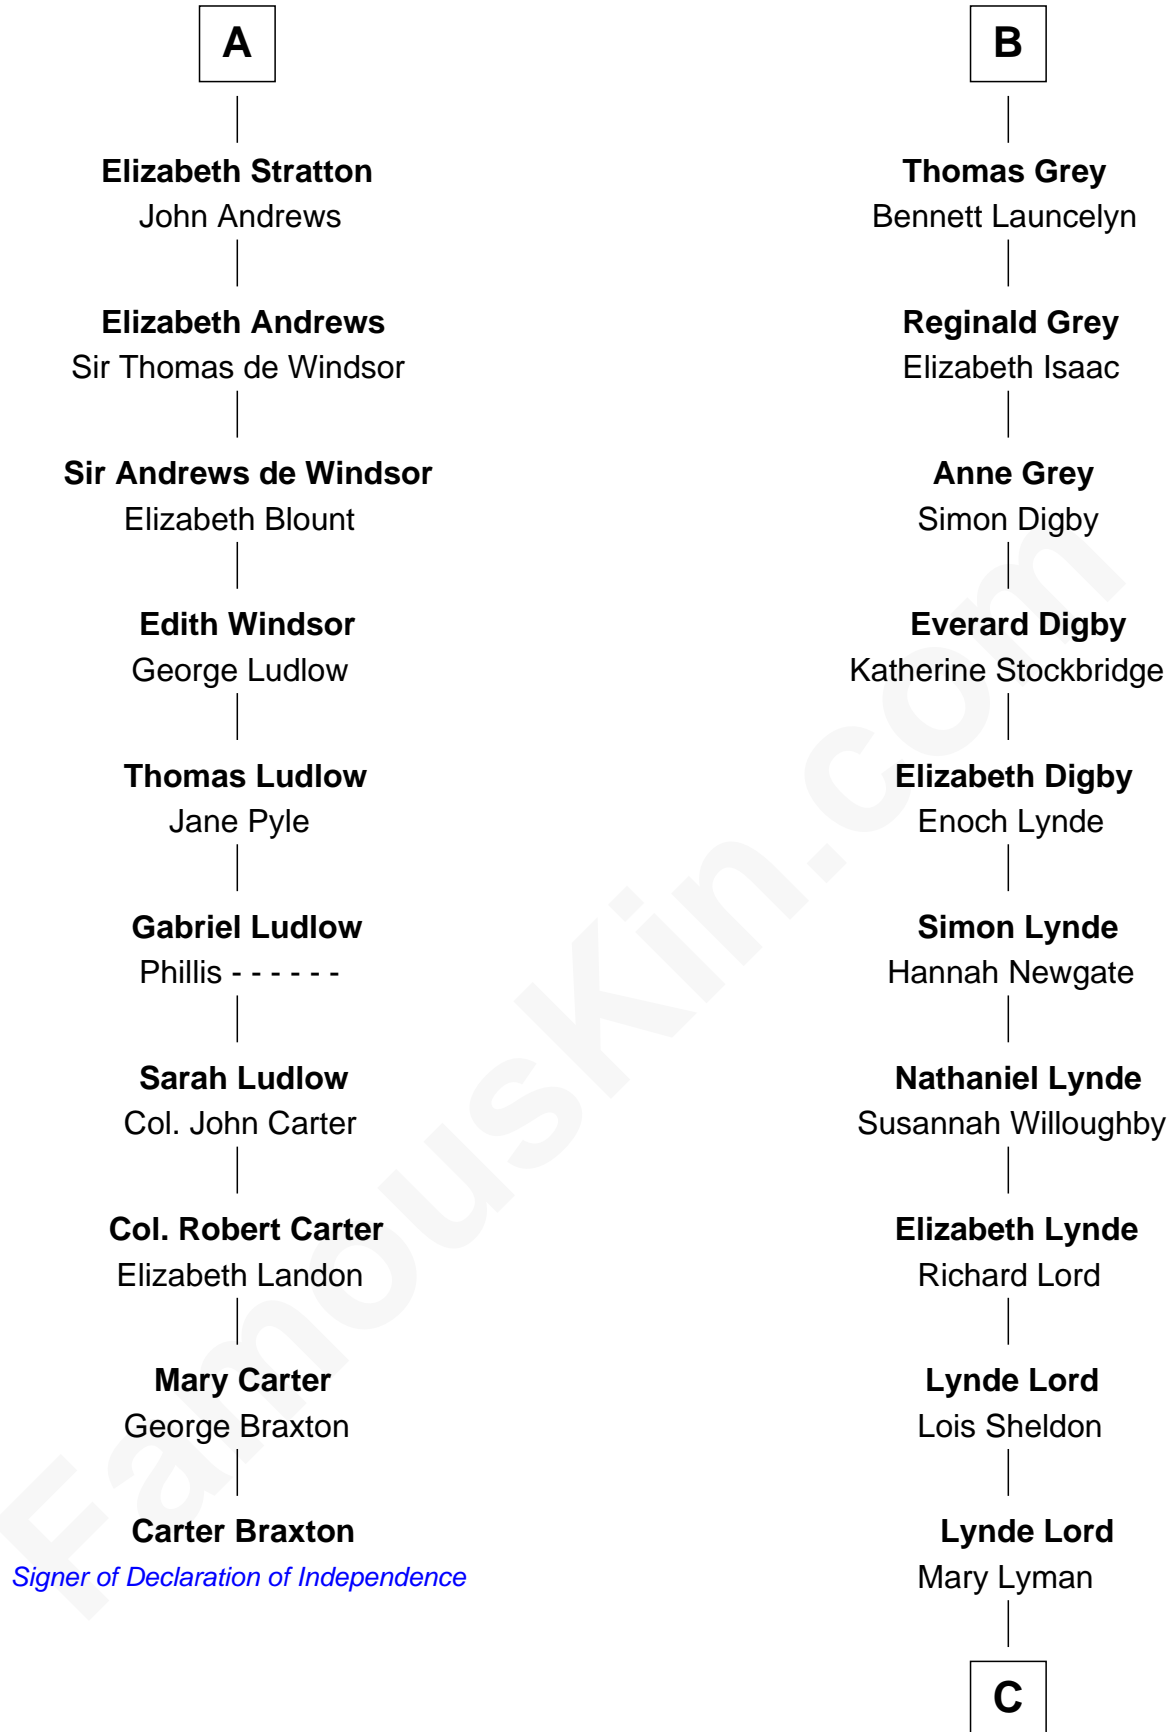 A
Elizabeth Stratton
John Andrews
Elizabeth Andrews
Sir Thomas de Windsor
Sir Andrews de Windsor
Elizabeth Blount
Edith Windsor
George Ludlow
Thomas Ludlow
Jane Pyle
Gabriel Ludlow
Phillis - - - - - -
Sarah Ludlow
Col. John Carter
Col. Robert Carter
Elizabeth Landon
Mary Carter
George Braxton
Carter Braxton
Signer of Declaration of Independence
B
Thomas Grey
Bennett Launcelyn
Reginald Grey
Elizabeth Isaac
Anne Grey
Simon Digby
Everard Digby
Katherine Stockbridge
Elizabeth Digby
Enoch Lynde
Simon Lynde
Hannah Newgate
Nathaniel Lynde
Susannah Willoughby
Elizabeth Lynde
Richard Lord
Lynde Lord
Lois Sheldon
Lynde Lord
Mary Lyman
C
FamousKin.com